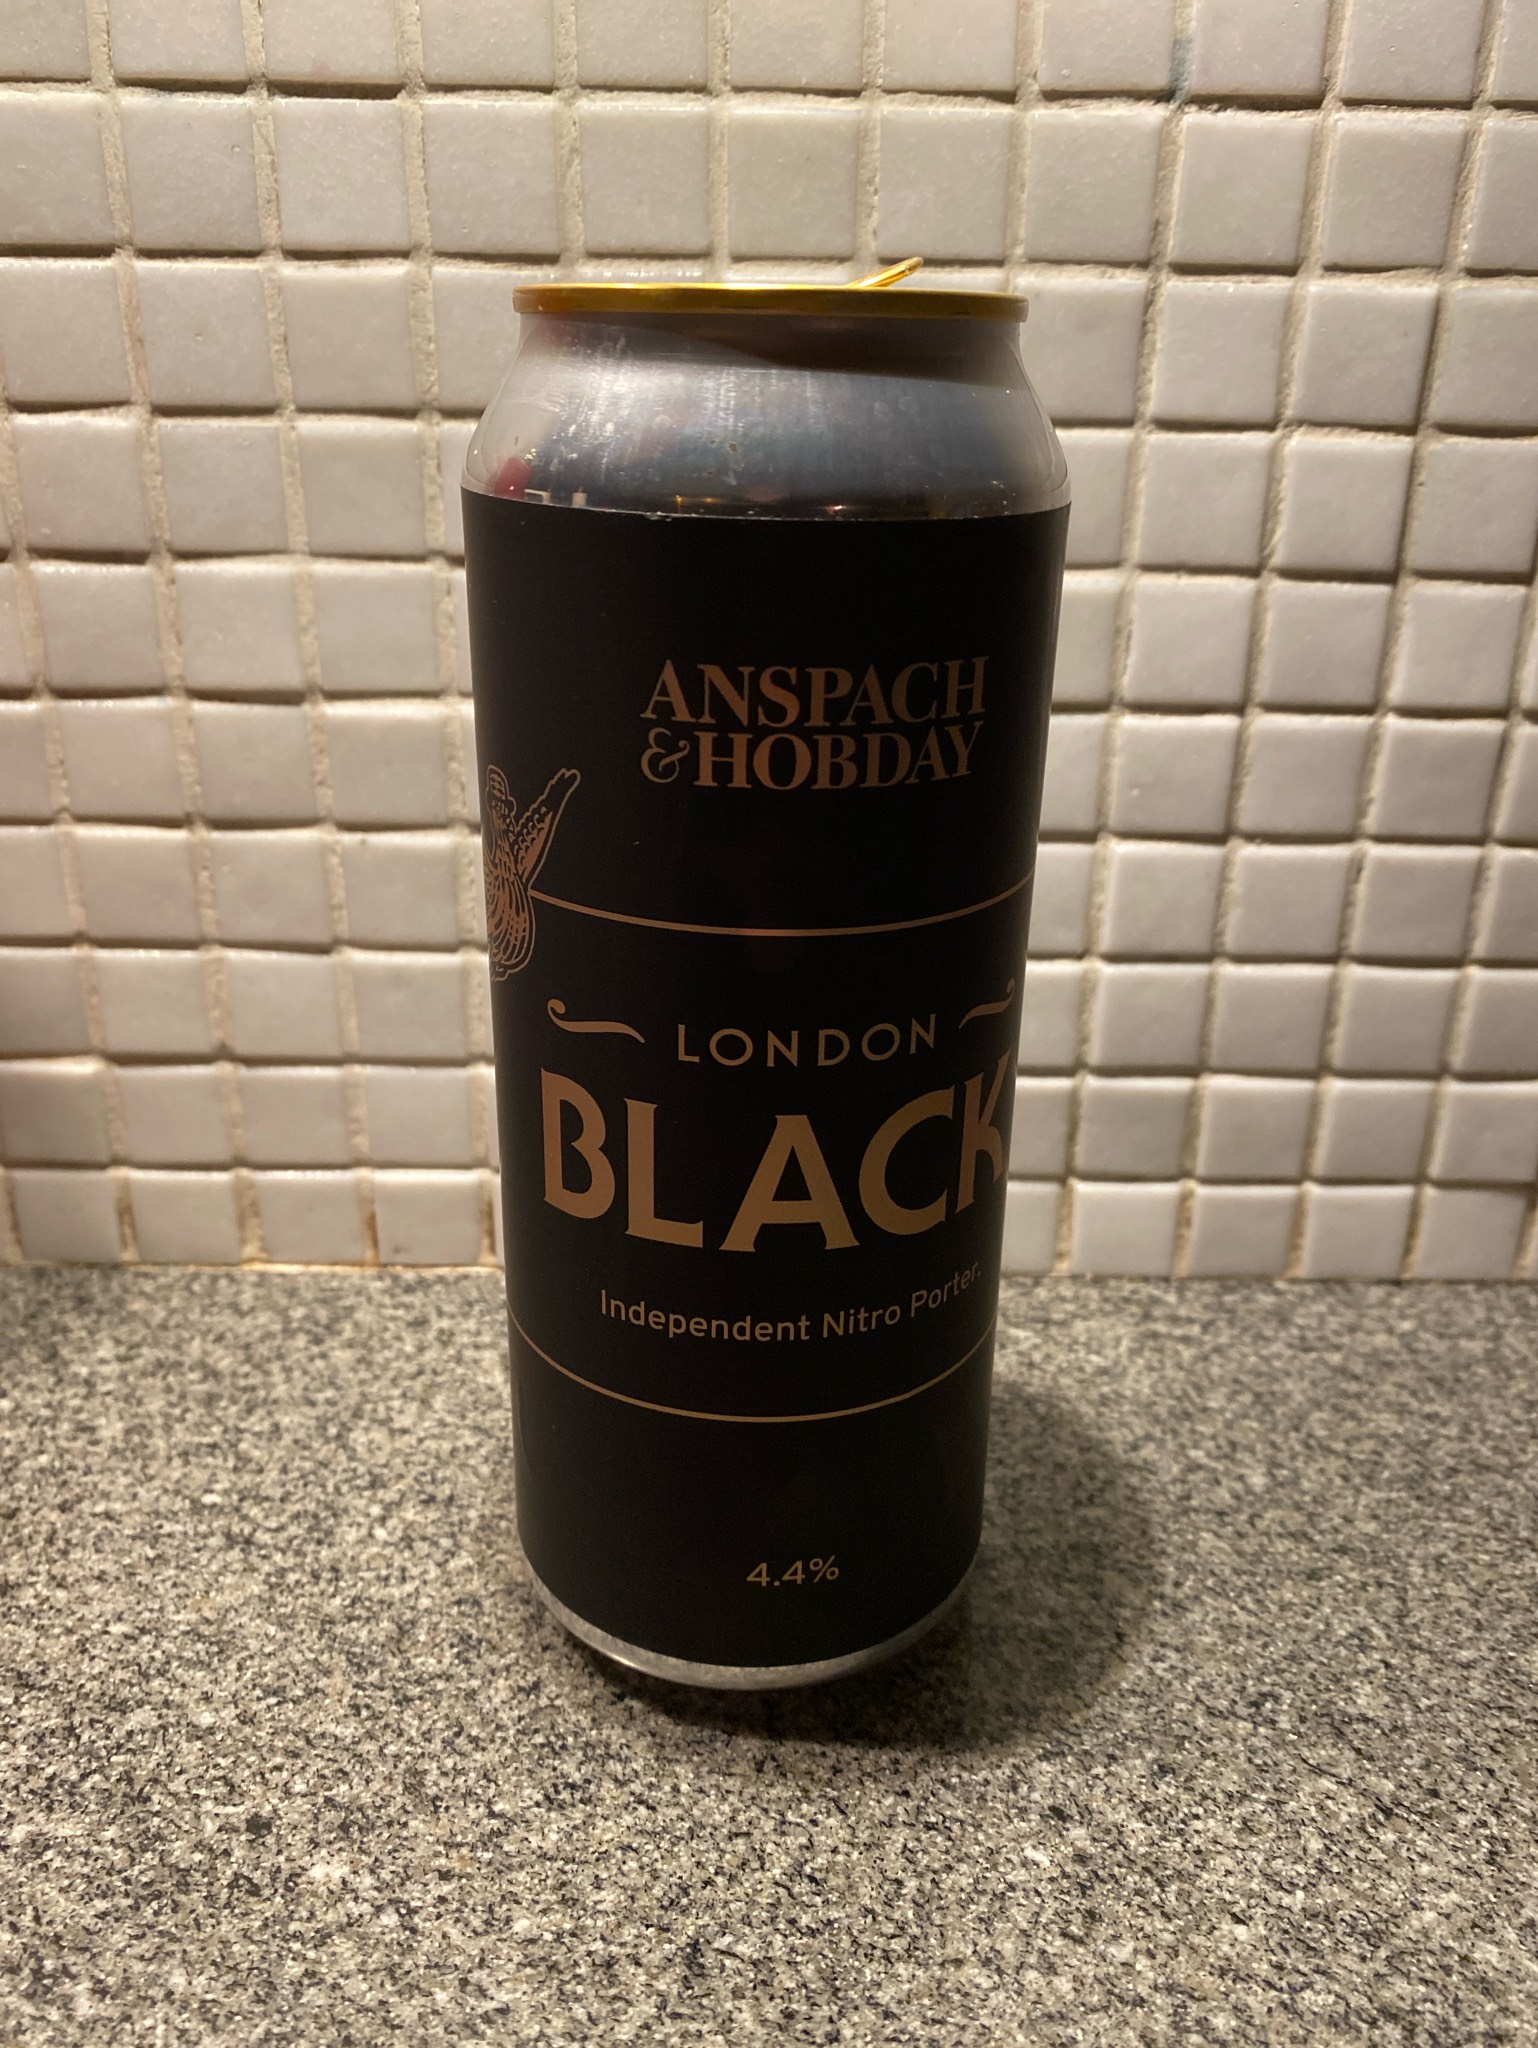 ANSPACH
& HOBDAY
LONDON
BLACK
Independent Nitro Porter.
4.4%